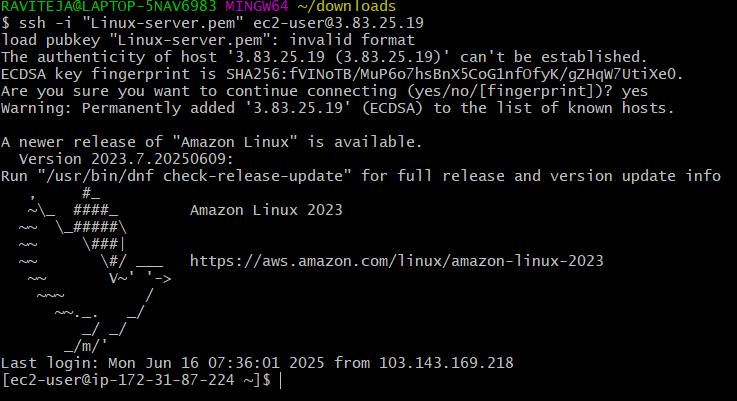 RAVITEJA@LAPTOP-5NAV6983 MINGW64 ~/downloads
$ ssh -i "Linux-server.pem" ec2-user@3.83.25.19
load pubkey "Linux-server.pem": invalid format
The authenticity of host '3.83.25.19 (3.83.25.19)' can't be established.
ECDSA key fingerprint is SHA256:fVINoTB/MuP6o7hsBnX5CoG1nfOfyK/gZHqW7UtiXe0.
Are you sure you want to continue connecting (yes/no/[fingerprint])? yes
Warning: Permanently added '3.83.25.19' (ECDSA) to the list of known hosts.

A newer release of "Amazon Linux" is available.
  Version 2023.7.20250609:
Run "/usr/bin/dnf check-release-update" for full release and version update info
   ,     #_
   ~\_  ####_        Amazon Linux 2023
  ~~  \_#####\
  ~~     \###|
  ~~       \#/ ___   https://aws.amazon.com/linux/amazon-linux-2023
   ~~       V~' '->
    ~~~         /
      ~~._.   _/
         _/ _/
       _/m/'
Last login: Mon Jun 16 07:36:01 2025 from 103.143.169.218
[ec2-user@ip-172-31-87-224 ~]$